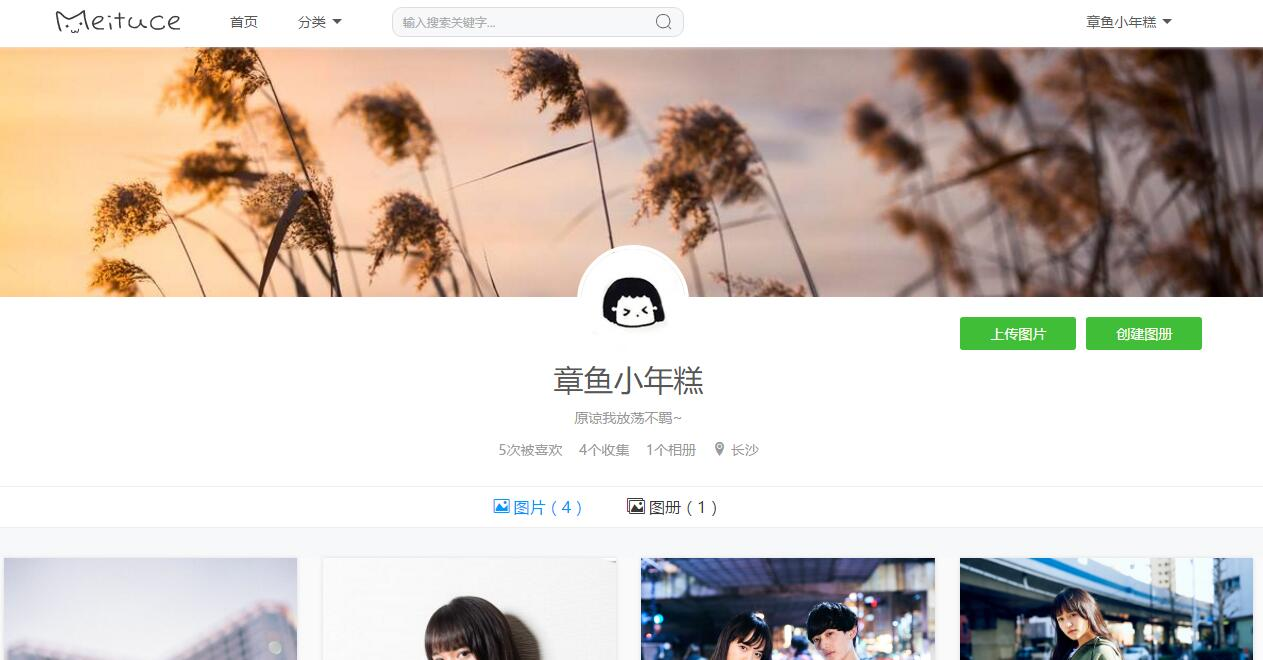 Meituce 首页 分类 输入搜索关键字... 章鱼小年糕
上传图片 创建图册
章鱼小年糕
原谅我放荡不羁~
5次被喜欢 4个收集 1个相册 长沙
图片 ( 4 ) 图册 ( 1 )